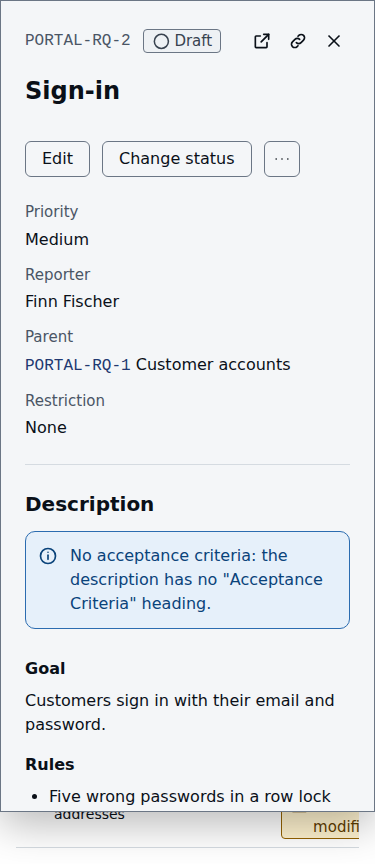 PORTAL-RQ-2 Draft
Sign-in
Edit Change status ...
Priority
Medium
Reporter
Finn Fischer
Parent
PORTAL-RQ-1 Customer accounts
Restriction
None
Description
No acceptance criteria: the
description has no "Acceptance
Criteria" heading.
Goal
Customers sign in with their email and
password.
Rules
• Five wrong passwords in a row lock
addresses
modifi